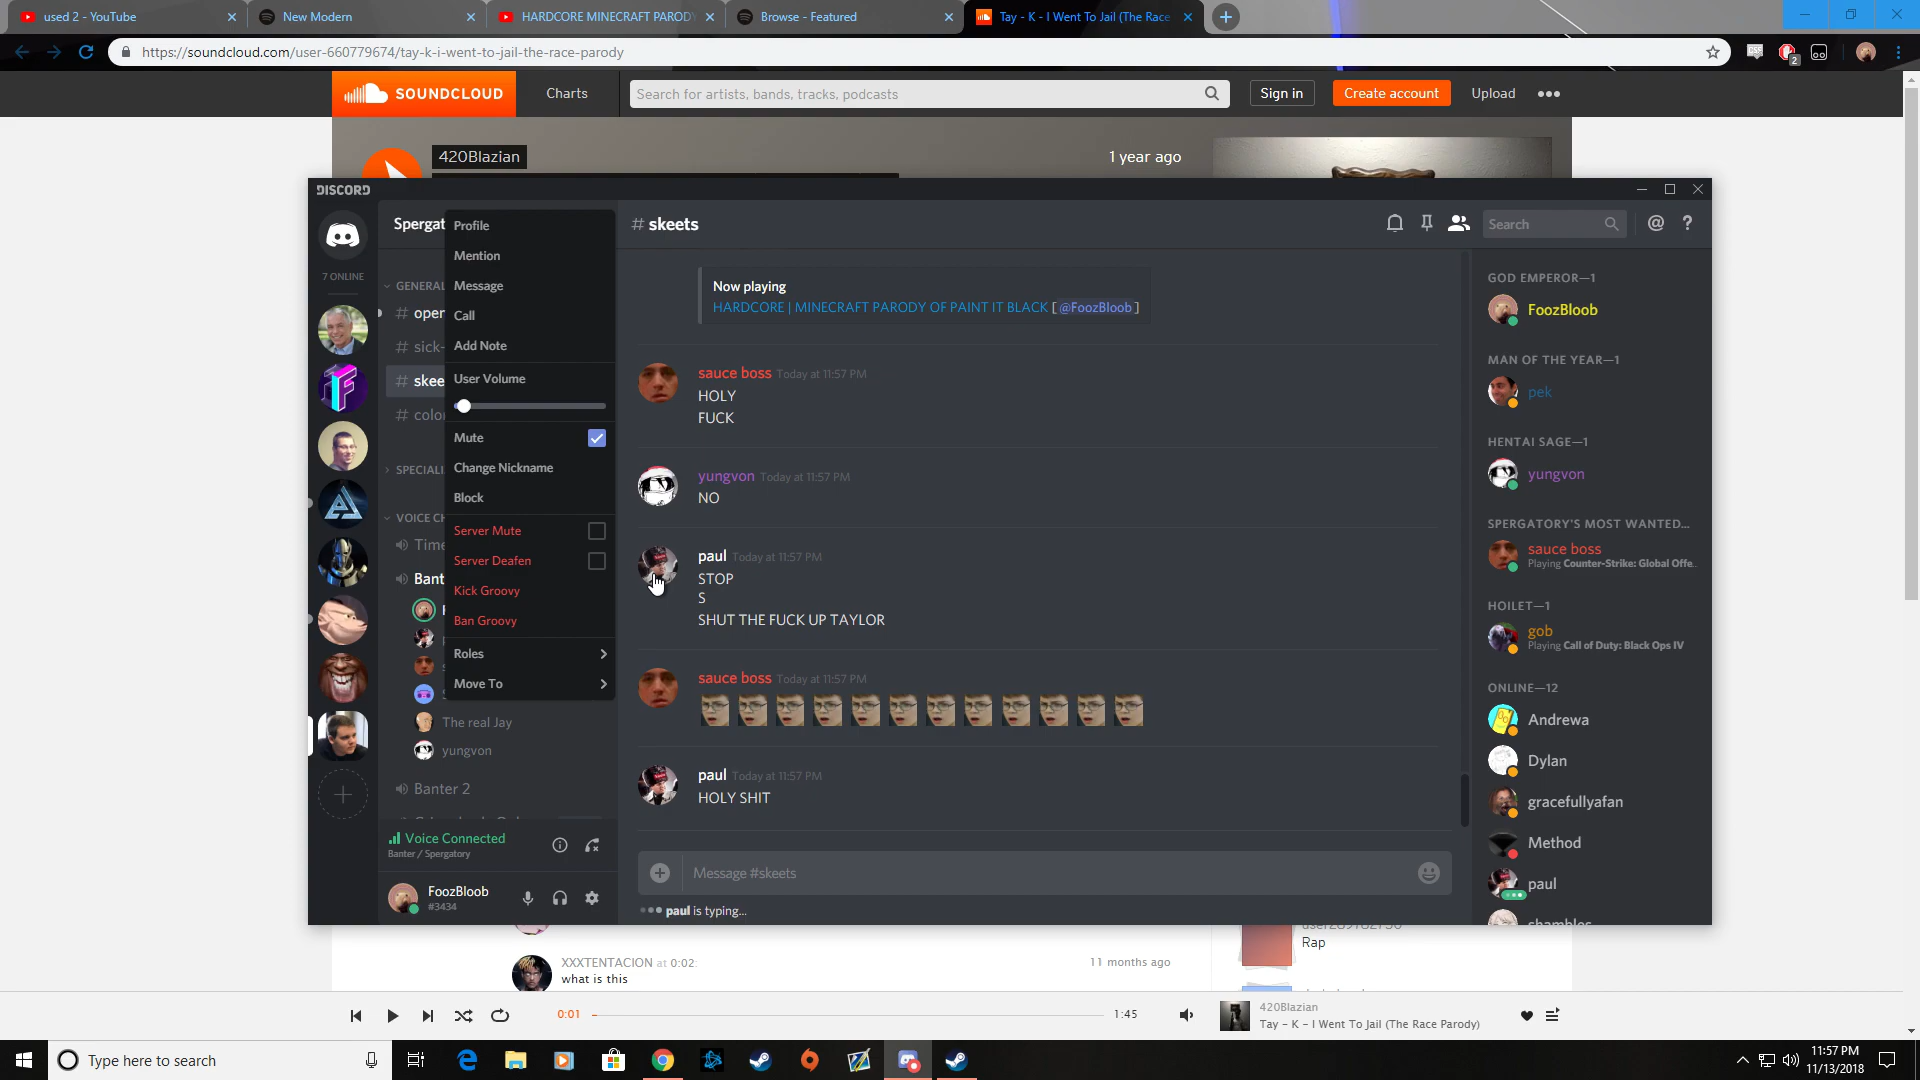 used 2 - YouTube
New Modern
HARDCORE MINECRAFT PARODY
Browse - Featured
Tay - K - I Went To Jail (The Race
https://soundcloud.com/user-660779674/tay-k-i-went-to-jail-the-race-parody
2
SOUNDCLOUD
Charts
Search for artists, bands, tracks, podcasts
Sign in
Create account
Upload
420Blazian
1 year ago
DISCORD
7 ONLINE
Spergat
GENERAL
# oper
# sick-
# skee
# color
SPECIALI
VOICE CH
Time
Bant
The real Jay
yungvon
Banter 2
Voice Connected
Banter / Spergatory
FoozBloob
#3434
Profile
Mention
Message
Call
Add Note
User Volume
Mute
Change Nickname
Block
Server Mute
Server Deafen
Kick Groovy
Ban Groovy
Roles
Move To
# skeets
Search
@ ?
Now playing
HARDCORE | MINECRAFT PARODY OF PAINT IT BLACK [ @FoozBloob ]
sauce boss Today at 11:57 PM
HOLY
FUCK
yungvon Today at 11:57 PM
NO
paul Today at 11:57 PM
STOP
S
SHUT THE FUCK UP TAYLOR
sauce boss Today at 11:57 PM
paul Today at 11:57 PM
HOLY SHIT
Message #skeets
paul is typing...
GOD EMPEROR—1
FoozBloob
MAN OF THE YEAR—1
pek
HENTAI SAGE—1
yungvon
SPERGATORY'S MOST WANTED...
sauce boss
Playing Counter-Strike: Global Offe...
HOILET—1
gob
Playing Call of Duty: Black Ops IV
ONLINE—12
Andrewa
Dylan
gracefullyafan
Method
paul
shambles
Rap
XXXTENTACION at 0:02:
11 months ago
what is this
0:01
1:45
420Blazian
Tay - K - I Went To Jail (The Race Parody)
Type here to search
11:57 PM
11/13/2018